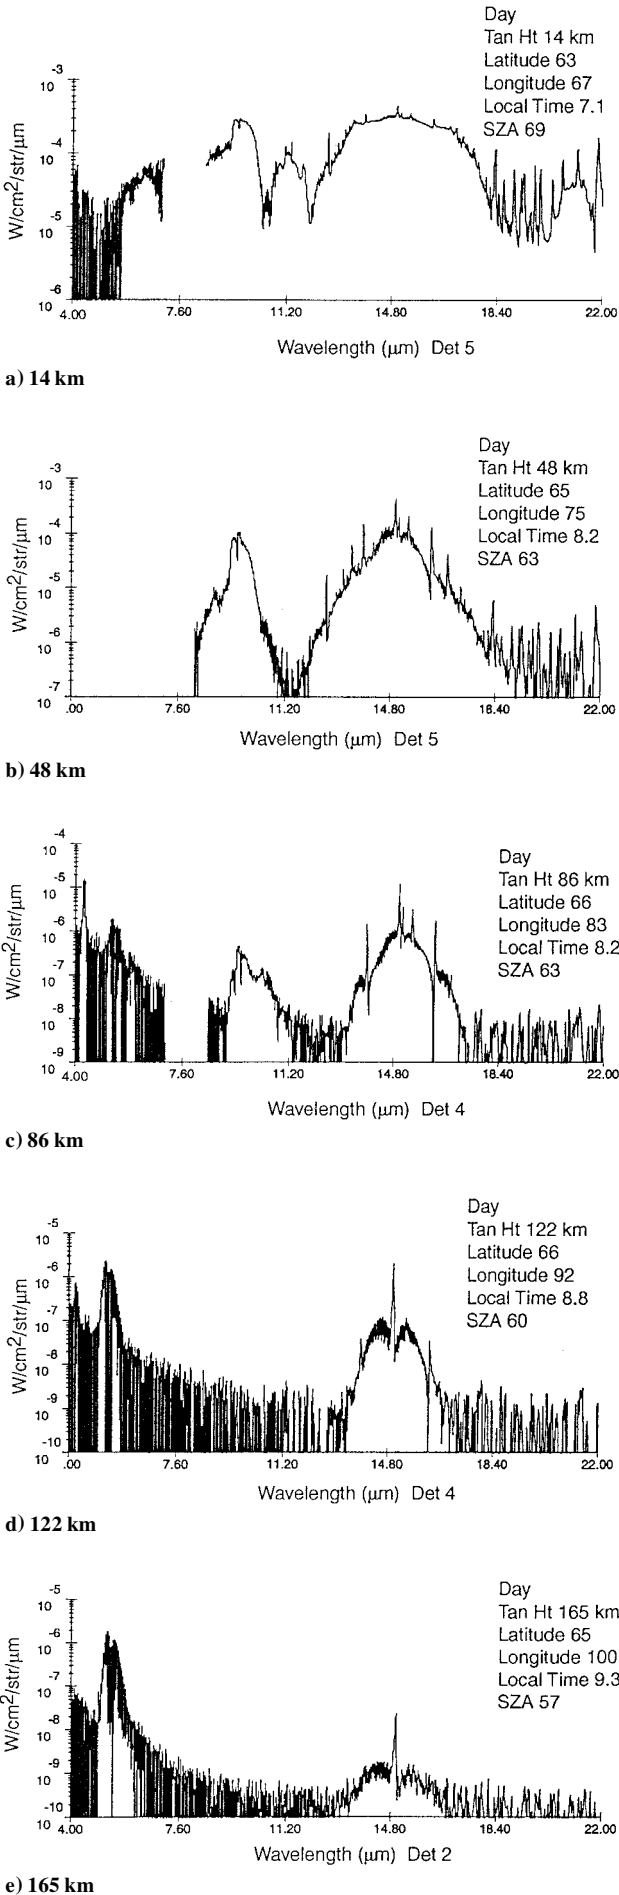 Day
Tan Ht 14 km
Latitude 63
Longitude 67
Local Time 7.1
SZA 69
10 -3
10 -4
10 -5
10 -6
W/cm2/str/μm
4.00 7.60 11.20 14.80 18.40 22.00
Wavelength (μm) Det 5
a) 14 km
Day
Tan Ht 48 km
Latitude 65
Longitude 75
Local Time 8.2
SZA 63
10 -3
10 -4
10 -5
10 -6
10 -7
W/cm2/str/μm
.00 7.60 11.20 14.80 18.40 22.00
Wavelength (μm) Det 5
b) 48 km
Day
Tan Ht 86 km
Latitude 66
Longitude 83
Local Time 8.2
SZA 63
10 -4
10 -5
10 -6
10 -7
10 -8
10 -9
W/cm2/str/μm
4.00 7.60 11.20 14.80 18.40 22.00
Wavelength (μm) Det 4
c) 86 km
Day
Tan Ht 122 km
Latitude 66
Longitude 92
Local Time 8.8
SZA 60
10 -5
10 -6
10 -7
10 -8
10 -9
10 -10
W/cm2/str/μm
.00 7.60 11.20 14.80 18.40 22.00
Wavelength (μm) Det 4
d) 122 km
Day
Tan Ht 165 km
Latitude 65
Longitude 100
Local Time 9.3
SZA 57
10 -5
10 -6
10 -7
10 -8
10 -9
10 -10
W/cm2/str/μm
4.00 7.60 11.20 14.80 18.40 22.00
Wavelength (μm) Det 2
e) 165 km